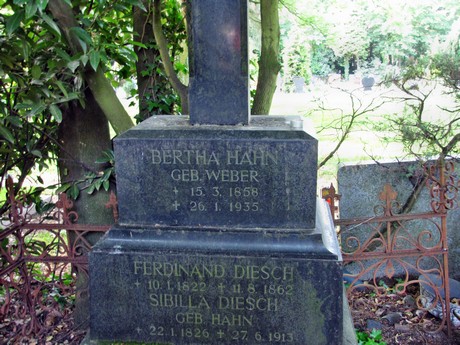 BERTHA HAHN
GEB. WEBER
+ 15. 3. 1858
+ 26. 1. 1935.
FERDINAND DIESCH
+ 10.1.1822 + 11.8.1862
SIBILLA DIESCH
GEB. HAHN
+ 22.1.1826 + 27.6.1913.